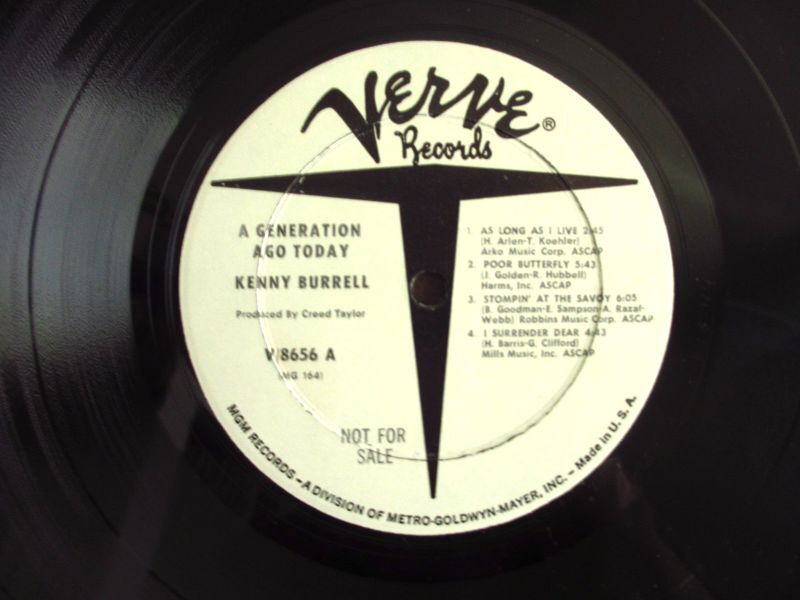 Verve ®
Records
A GENERATION
AGO TODAY
KENNY BURRELL
Produced By Creed Taylor
V/8656 A
(MG 164)
1. AS LONG AS I LIVE 2:45
(H. Arlen-T. Koehler)
Arko Music Corp. ASCAP
2. POOR BUTTERFLY 5:43
(J. Golden-R. Hubbell)
Harms, Inc. ASCAP
3. STOMPIN' AT THE SAVOY 6:05
(B. Goodman-E. Sampson-A. Razaf-
Webb) Robbins Music Corp. ASCAP
4. I SURRENDER DEAR 4:43
(H. Barris-G. Clifford)
Mills Music, Inc. ASCAP
NOT FOR
SALE
MGM RECORDS – A DIVISION OF METRO-GOLDWYN-MAYER, INC. – Made in U. S. A.